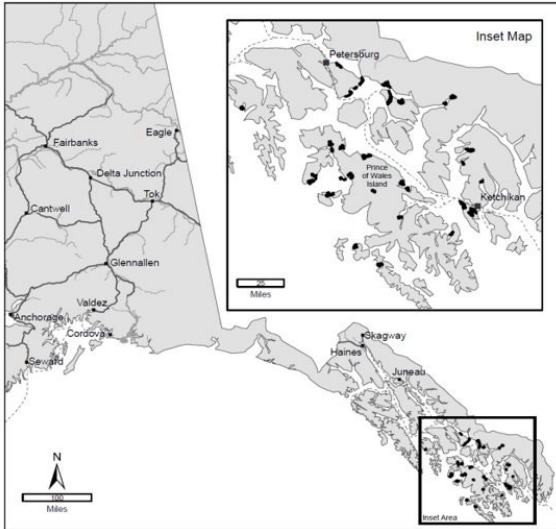 Inset Map
Petersburg
Prince
of Wales
Island
Ketchikan
25
Miles
Fairbanks
Eagle
Delta Junction
Tok
Cantwell
Glennallen
Valdez
Anchorage
Cordova
Seward
Skagway
Haines
Juneau
N
100
Miles
Inset Area